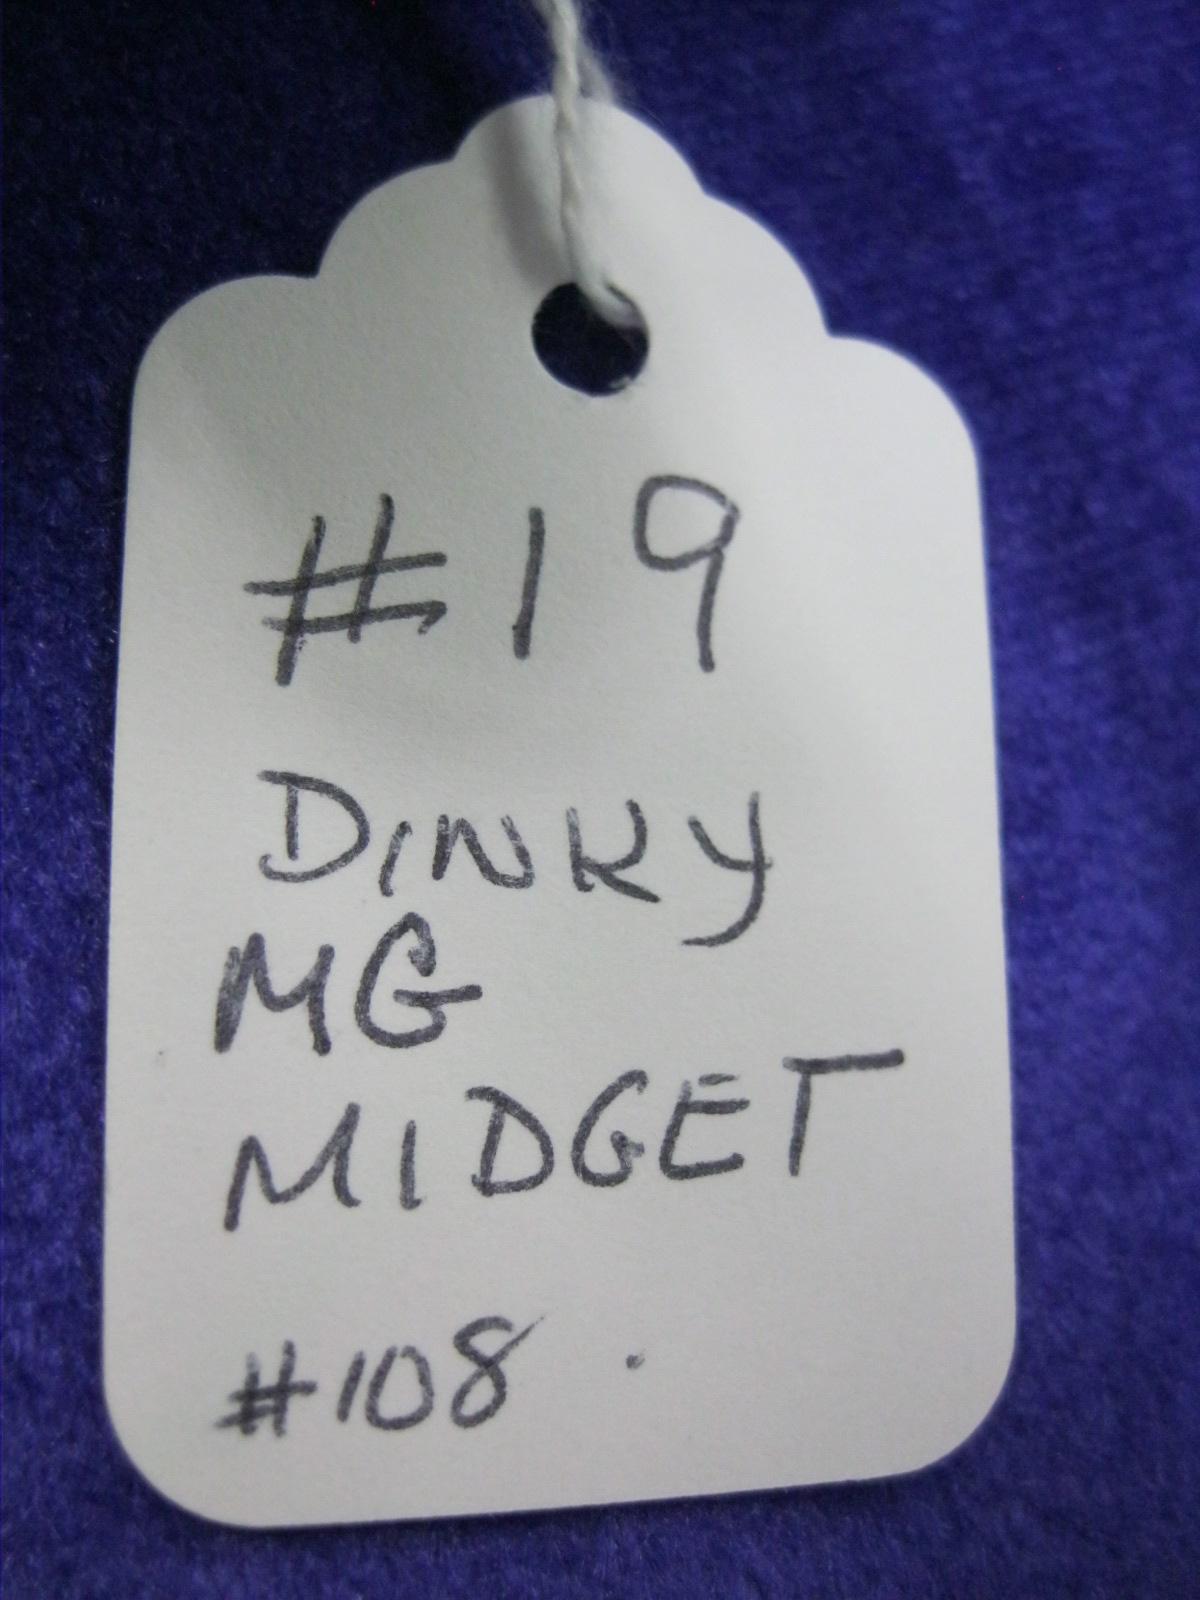 #19
DINKY
MG
MIDGET
#108